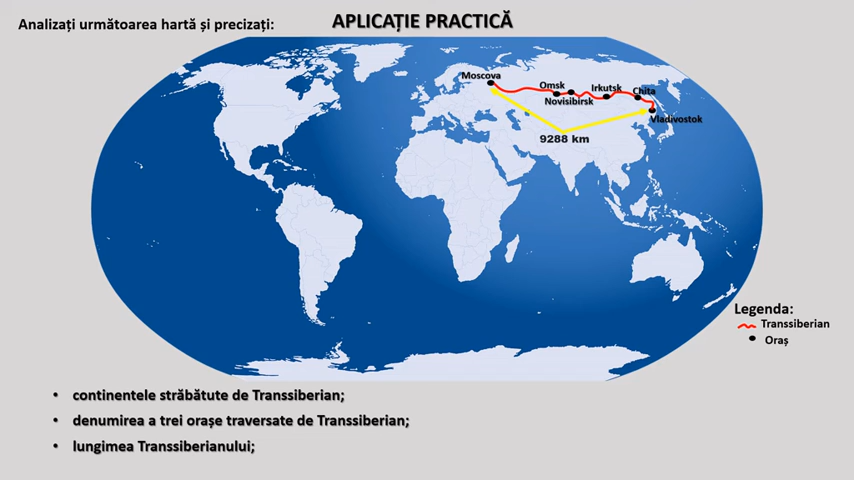 Analizați următoarea hartă și precizați:
APLICAȚIE PRACTICĂ
Moscova
Omsk
Novisibirsk
Irkutsk
Chita
Vladivostok
9288 km
Legenda:
Transsiberian
Oraș
• continentele străbătute de Transsiberian;
• denumirea a trei orașe traversate de Transsiberian;
• lungimea Transsiberianului;